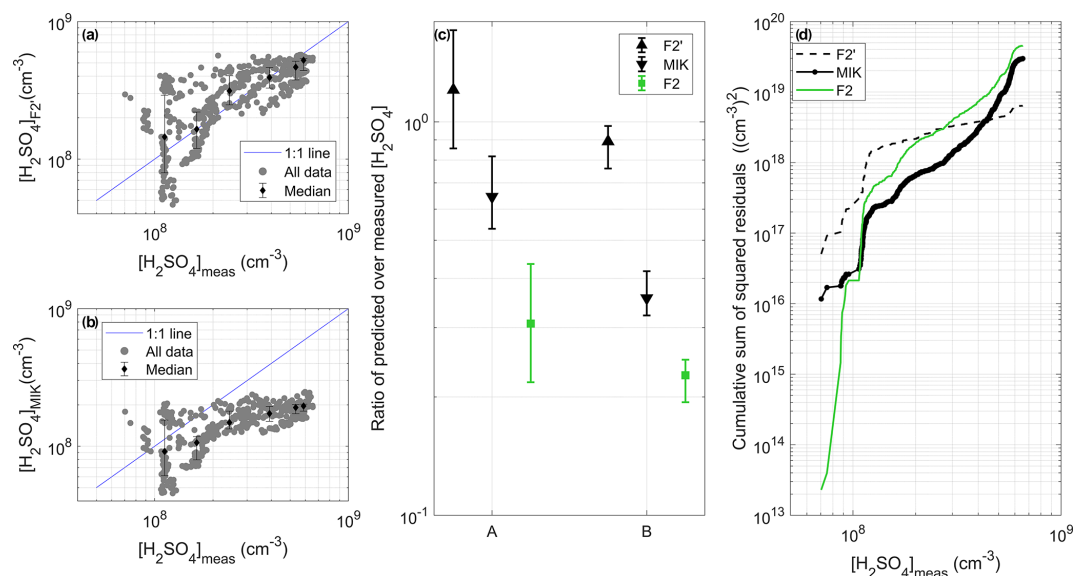 (a)
10^9
10^8
[H₂SO₄]F2' (cm⁻³)
1:1 line
All data
Median
10^8
10^9
[H₂SO₄]meas (cm⁻³)
(b)
10^9
10^8
[H₂SO₄]MIK (cm⁻³)
1:1 line
All data
Median
10^8
10^9
[H₂SO₄]meas (cm⁻³)
(c)
F2'
MIK
F2
10^0
10^-1
Ratio of predicted over measured [H₂SO₄]
A
B
(d)
F2'
MIK
F2
10^20
10^19
10^18
10^17
10^16
10^15
10^14
10^13
Cumulative sum of squared residuals ((cm⁻³)²)
10^8
10^9
[H₂SO₄]meas (cm⁻³)